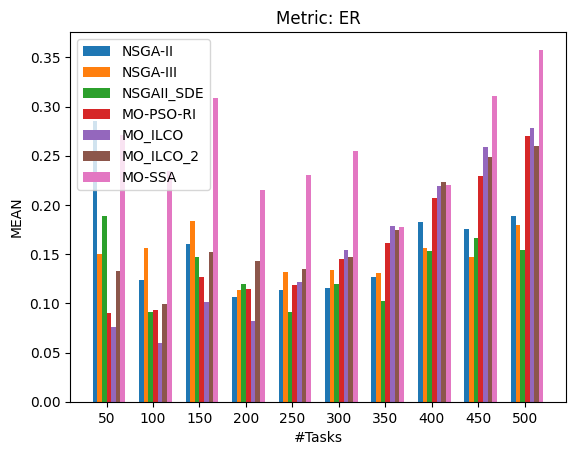 Metric: ER
MEAN
0.35
0.30
0.25
0.20
0.15
0.10
0.05
0.00
NSGA-II
NSGA-III
NSGAII_SDE
MO-PSO-RI
MO_ILCO
MO_ILCO_2
MO-SSA
50 100 150 200 250 300 350 400 450 500
#Tasks